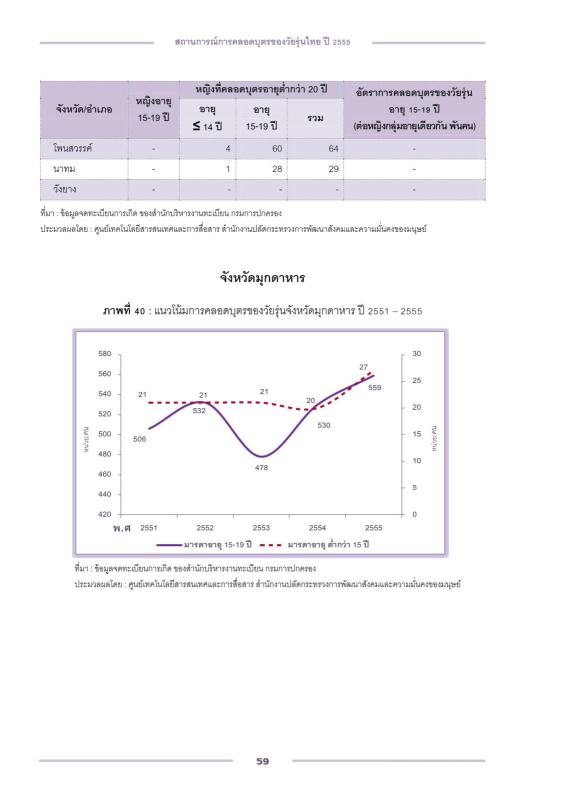 สถานการณ์การคลอดบุตรของวัยรุ่นไทย ปี 2555
จังหวัด/อำเภอ
หญิงอายุ
15-19 ปี
หญิงที่คลอดบุตรอายุต่ำกว่า 20 ปี
อายุ
≤ 14 ปี
อายุ
15-19 ปี
รวม
อัตราการคลอดบุตรของวัยรุ่น
อายุ 15-19 ปี
(ต่อหญิงกลุ่มอายุเดียวกัน พันคน)
โพนสวรรค์ - 4 60 64 -
นาทม - 1 28 29 -
วังยาง - - - - -
ที่มา : ข้อมูลจดทะเบียนการเกิด ของสำนักบริหารงานทะเบียน กรมการปกครอง
ประมวลผลโดย : ศูนย์เทคโนโลยีสารสนเทศและการสื่อสาร สำนักงานปลัดกระทรวงการพัฒนาสังคมและความมั่นคงของมนุษย์
จังหวัดมุกดาหาร
ภาพที่ 40 : แนวโน้มการคลอดบุตรของวัยรุ่นจังหวัดมุกดาหาร ปี 2551 – 2555
580 30
560 25
540 20
520 15
500 10
480 5
460 0
440
420
หน่วย:คน
หน่วย:คน
21 21 21 20 27
506 532 478 530 559
พ.ศ 2551 2552 2553 2554 2555
มารดาอายุ 15-19 ปี มารดาอายุ ต่ำกว่า 15 ปี
ที่มา : ข้อมูลจดทะเบียนการเกิด ของสำนักบริหารงานทะเบียน กรมการปกครอง
ประมวลผลโดย : ศูนย์เทคโนโลยีสารสนเทศและการสื่อสาร สำนักงานปลัดกระทรวงการพัฒนาสังคมและความมั่นคงของมนุษย์
59